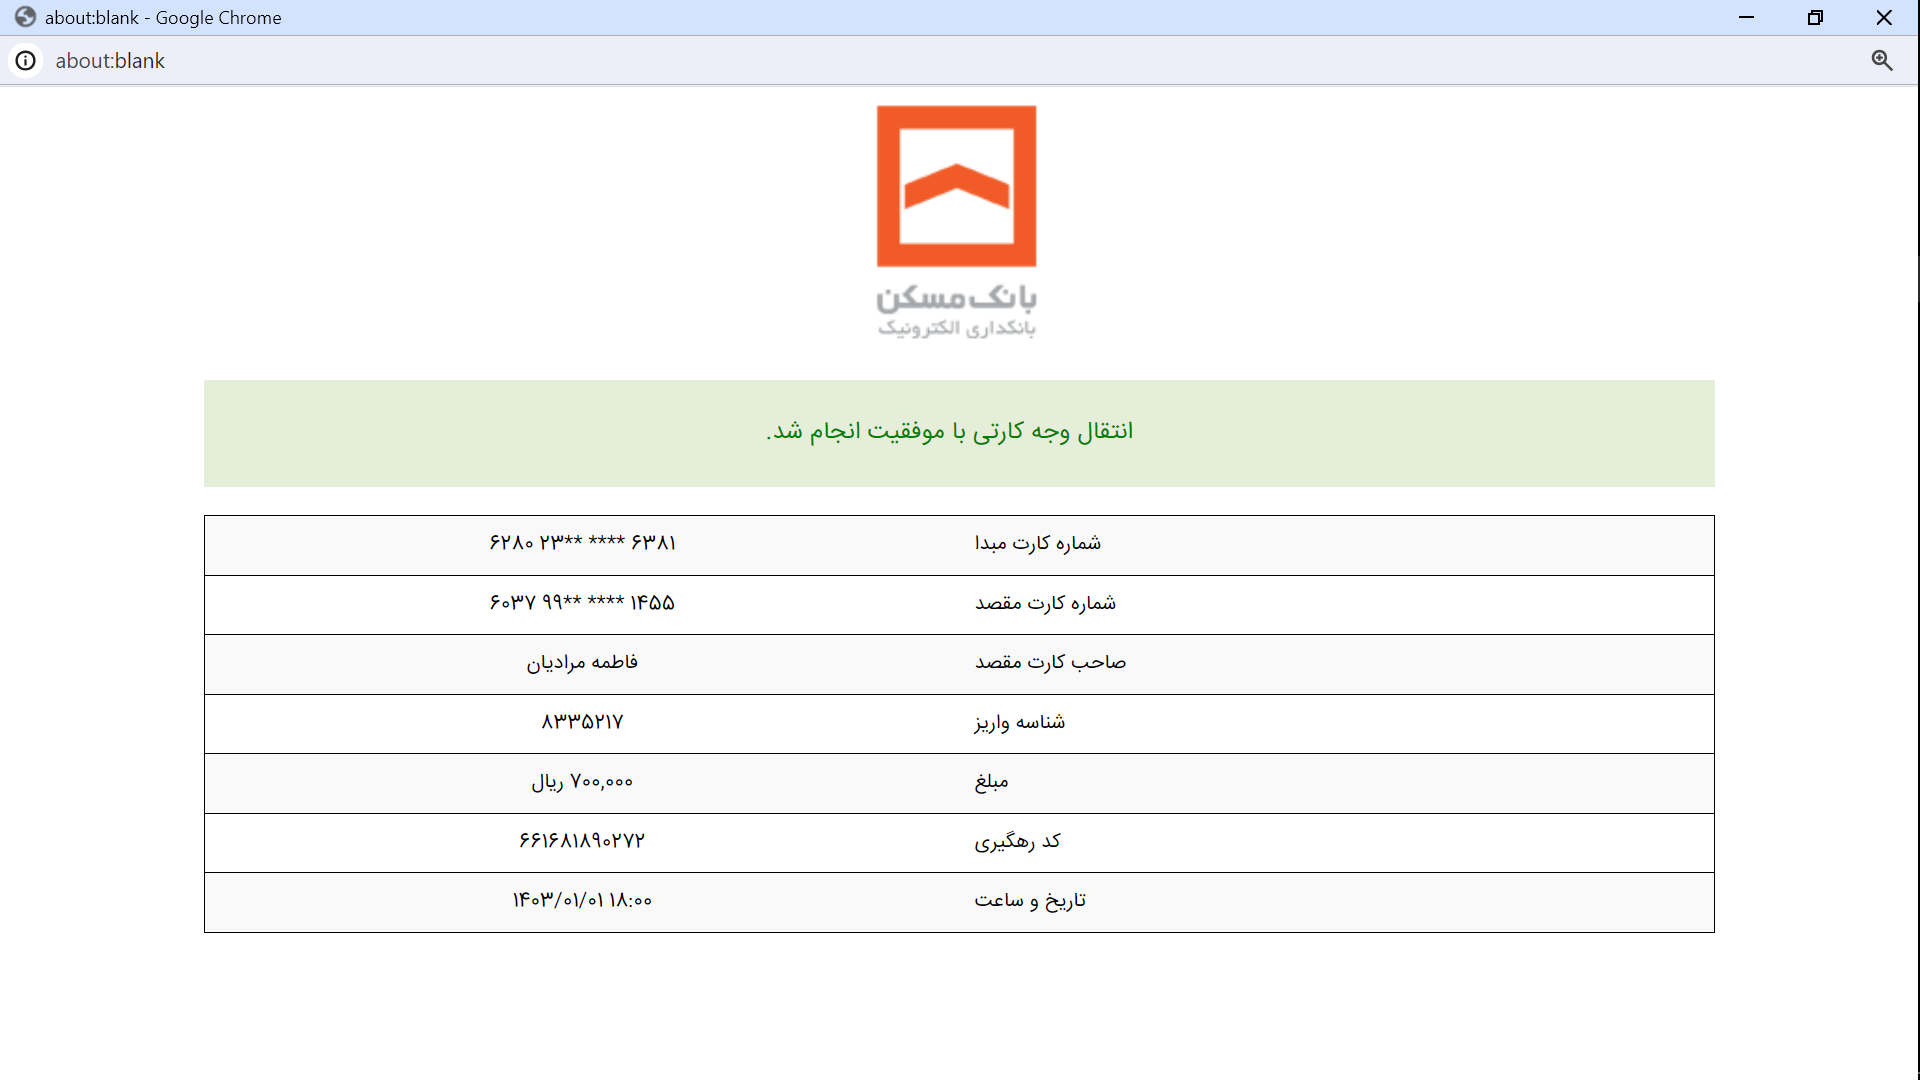 about:blank - Google Chrome
about:blank
بانک مسکن
بانکداری الکترونیک
انتقال وجه کارتی با موفقیت انجام شد.
شماره کارت مبدا ۶۲۸۰ ۲۳** **** ۶۳۸۱
شماره کارت مقصد ۶۰۳۷ ۹۹** **** ۱۴۵۵
صاحب کارت مقصد فاطمه مرادیان
شناسه واریز ۸۳۳۵۲۱۷
مبلغ ۷۰۰,۰۰۰ ریال
کد رهگیری ۶۶۱۶۸۱۸۹۰۲۷۲
تاریخ و ساعت ۱۴۰۳/۰۱/۰۱ ۱۸:۰۰